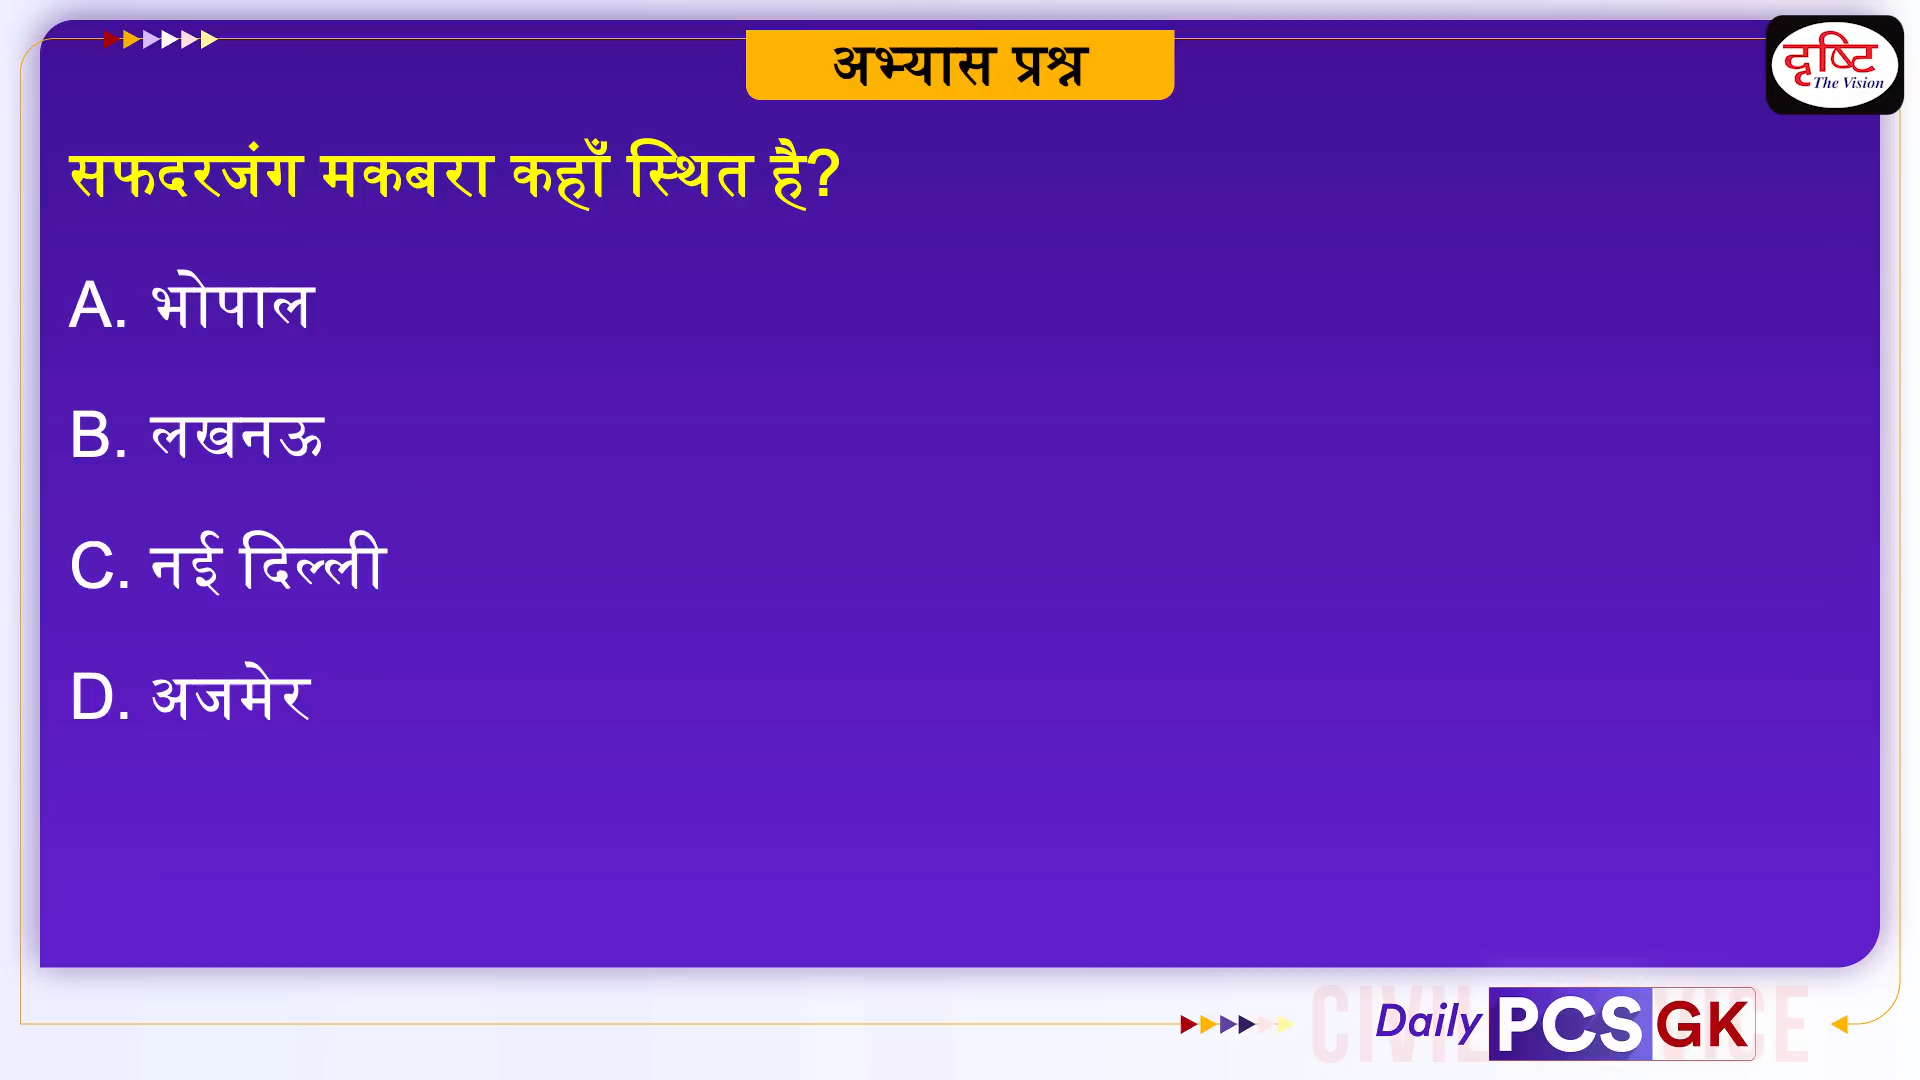 अभ्यास प्रश्न
दृष्टि
The Vision
सफदरजंग मकबरा कहाँ स्थित है?
A. भोपाल
B. लखनऊ
C. नई दिल्ली
D. अजमेर
Daily PCS GK